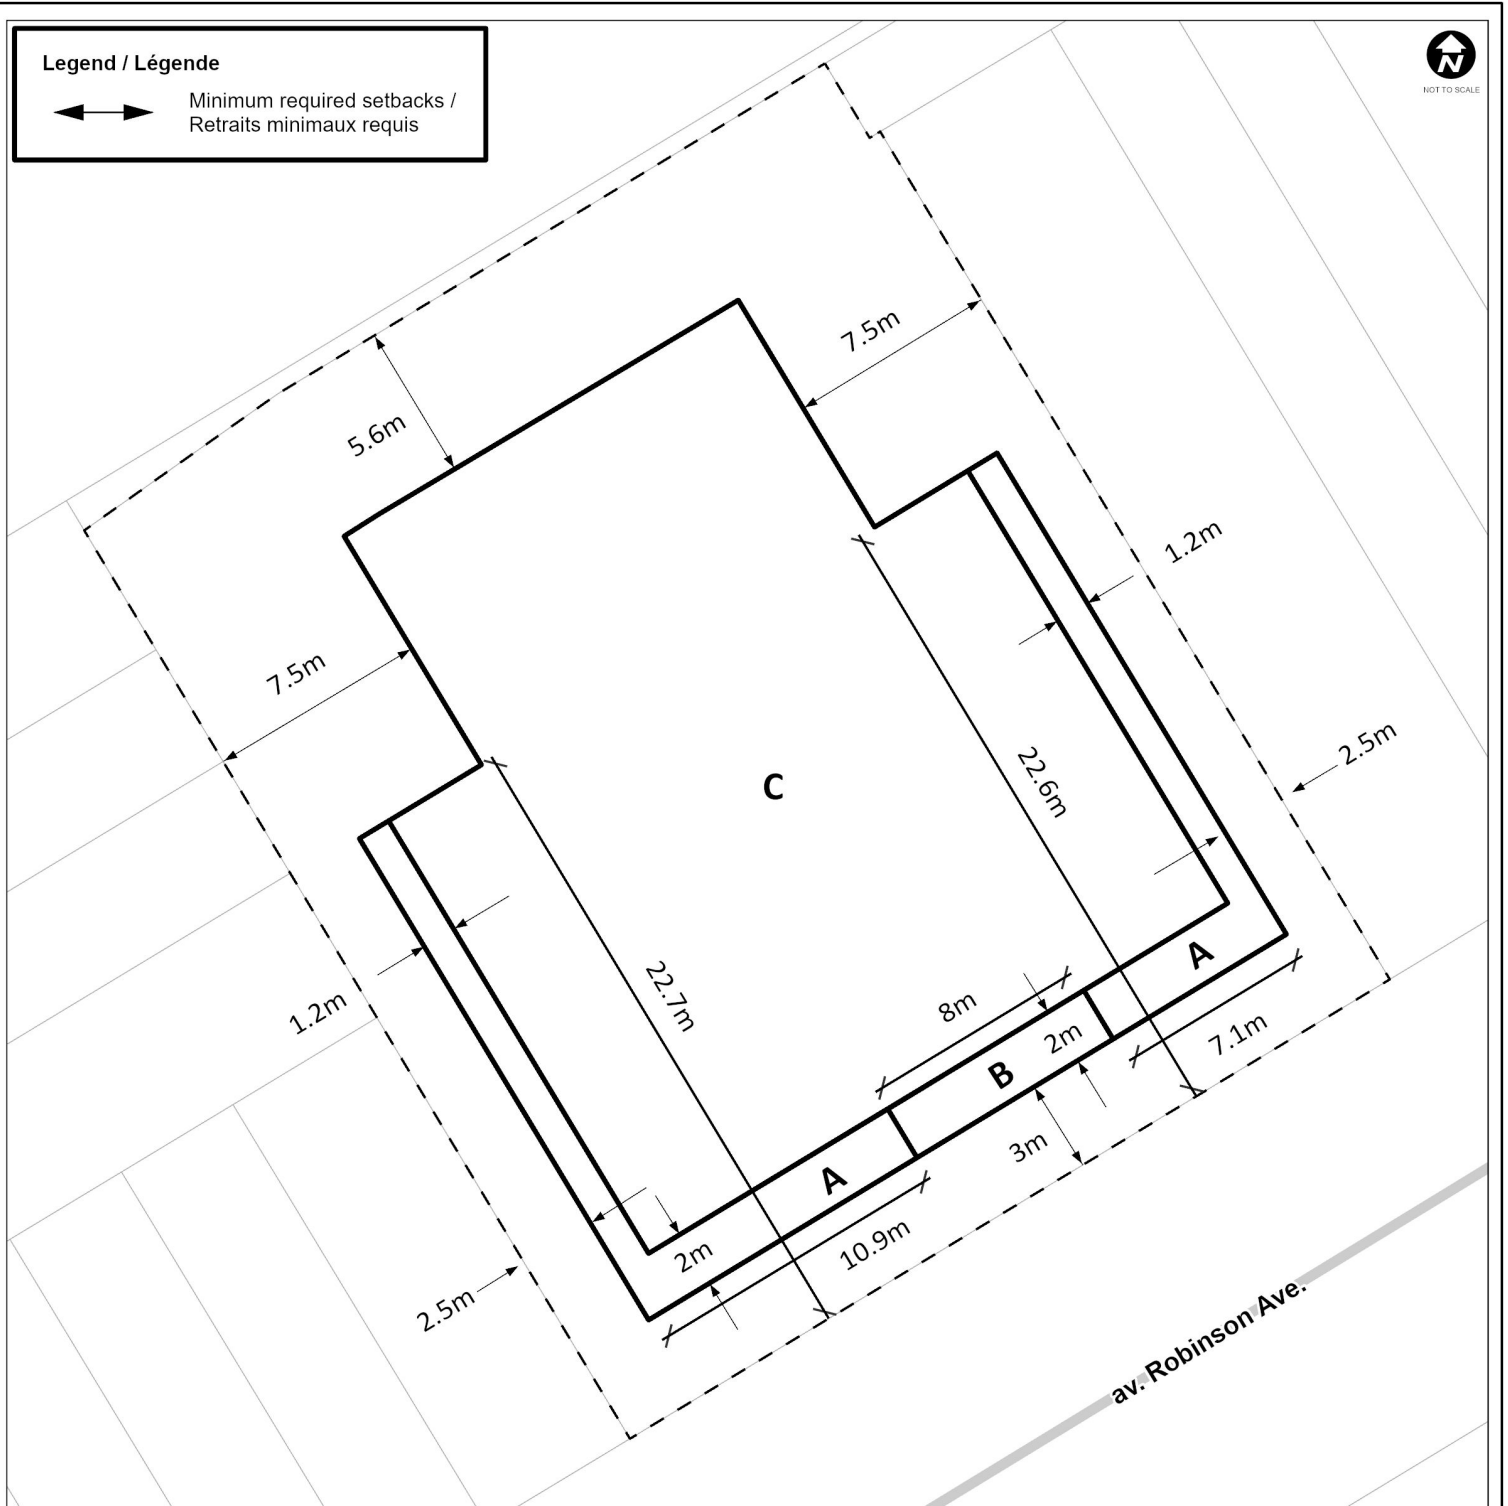 Legend / Légende
Minimum required setbacks /
Retraits minimaux requis
N
NOT TO SCALE
7.5m
5.6m
1.2m
7.5m
2.5m
22.6m
C
22.7m
1.2m
8m
A
2m
7.1m
B
3m
A
10.9m
2m
2.5m
av. Robinson Ave.